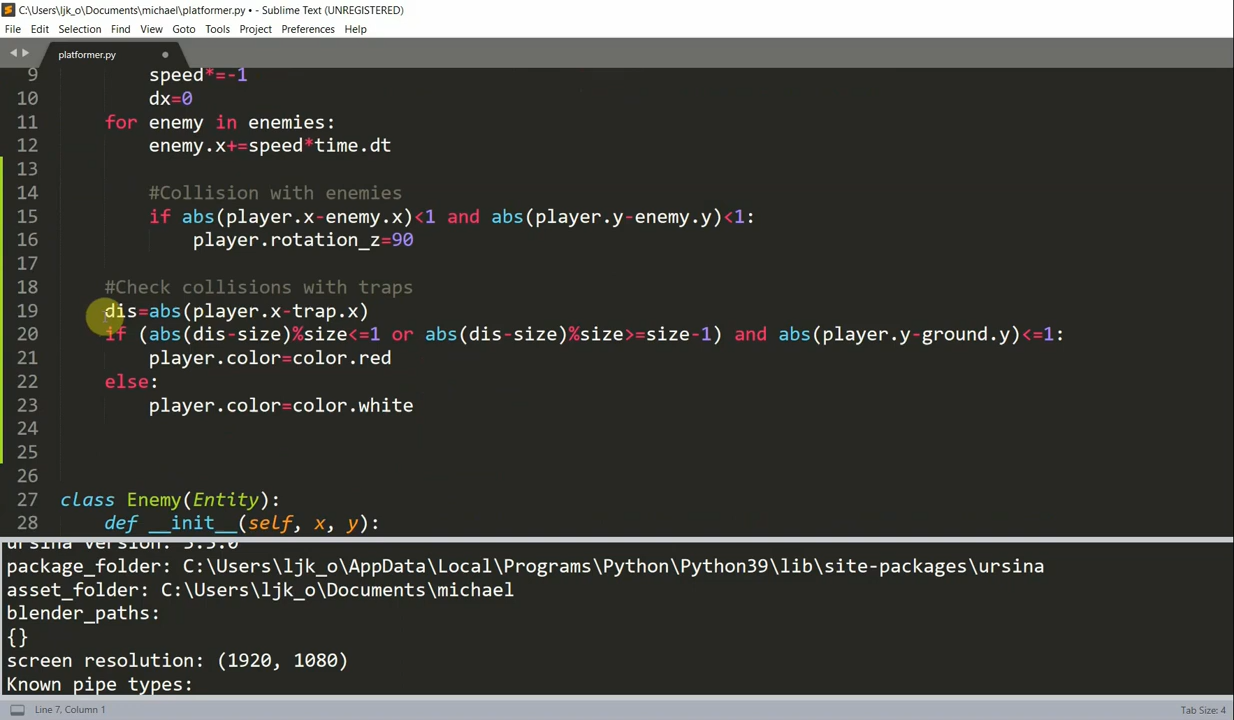 C:\Users\ljk_o\Documents\michael\platformer.py • - Sublime Text (UNREGISTERED)
File Edit Selection Find View Goto Tools Project Preferences Help
platformer.py
9 speed*=-1
10 dx=0
11 for enemy in enemies:
12 enemy.x+=speed*time.dt
13
14 #Collision with enemies
15 if abs(player.x-enemy.x)<1 and abs(player.y-enemy.y)<1:
16 player.rotation_z=90
17
18 #Check collisions with traps
19 dis=abs(player.x-trap.x)
20 if (abs(dis-size)%size<=1 or abs(dis-size)%size>=size-1) and abs(player.y-ground.y)<=1:
21 player.color=color.red
22 else:
23 player.color=color.white
24
25
26
27 class Enemy(Entity):
28 def __init__(self, x, y):
package_folder: C:\Users\ljk_o\AppData\Local\Programs\Python\Python39\lib\site-packages\ursina
asset_folder: C:\Users\ljk_o\Documents\michael
blender_paths:
{}
screen resolution: (1920, 1080)
Known pipe types:
Line 7, Column 1 Tab Size: 4